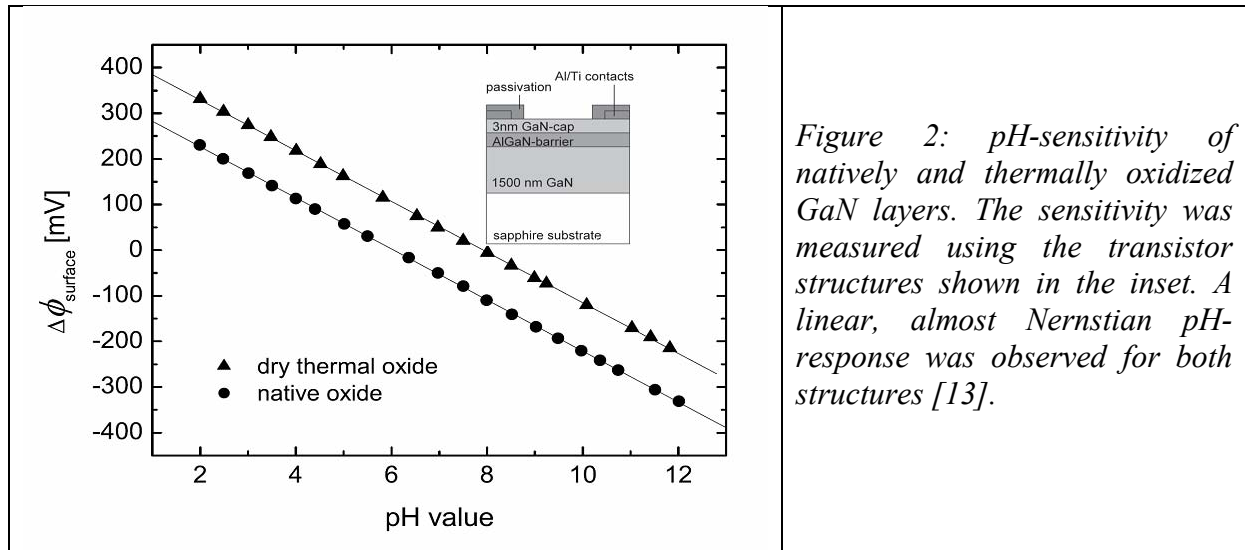 400
300
200
100
0
-100
-200
-300
-400
Δϕsurface [mV]
2 4 6 8 10 12
pH value
dry thermal oxide
native oxide
passivation
Al/Ti contacts
3nm GaN-cap
AlGaN-barrier
1500 nm GaN
sapphire substrate
Figure 2: pH-sensitivity of
natively and thermally oxidized
GaN layers. The sensitivity was
measured using the transistor
structures shown in the inset. A
linear, almost Nernstian pH-
response was observed for both
structures [13].